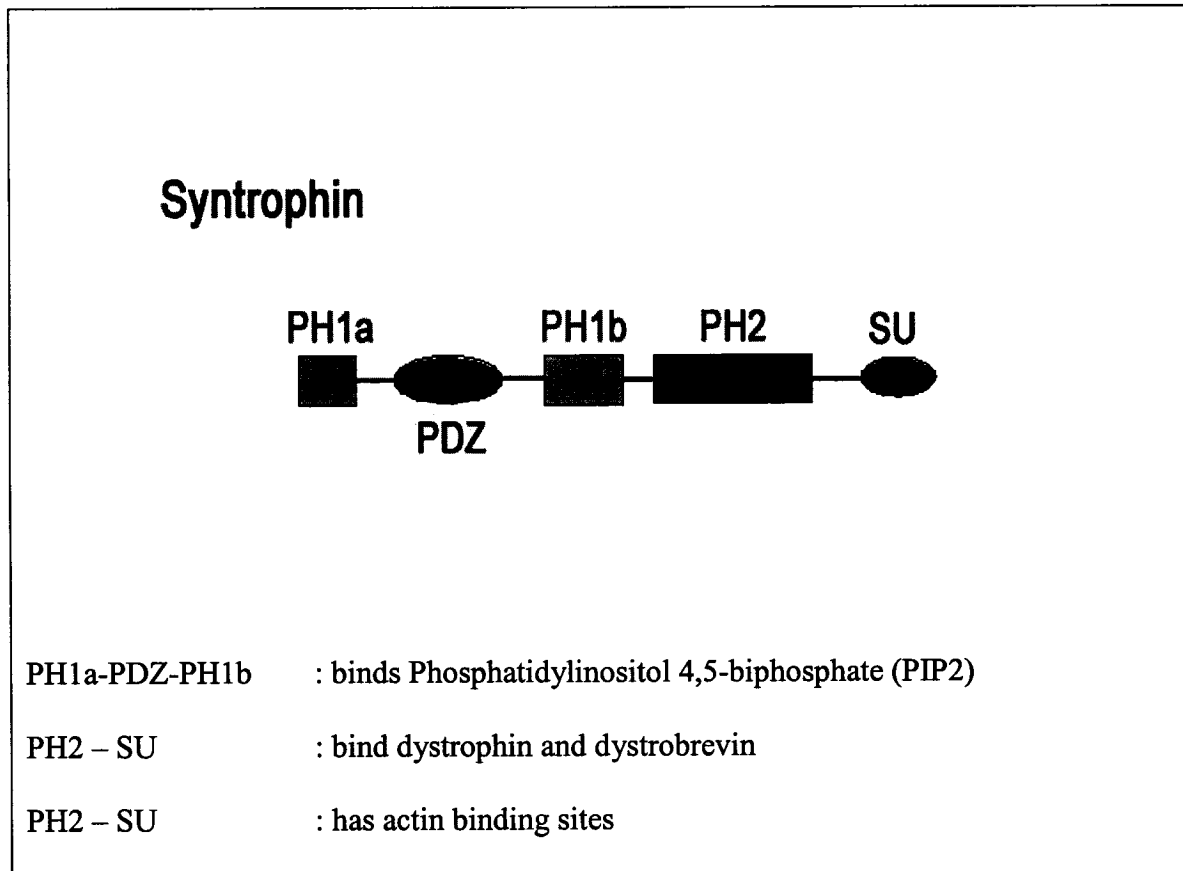 Syntrophin
PH1a PH1b PH2 SU
PDZ
PH1a-PDZ-PH1b : binds Phosphatidylinositol 4,5-biphosphate (PIP2)
PH2 – SU : bind dystrophin and dystrobrevin
PH2 – SU : has actin binding sites